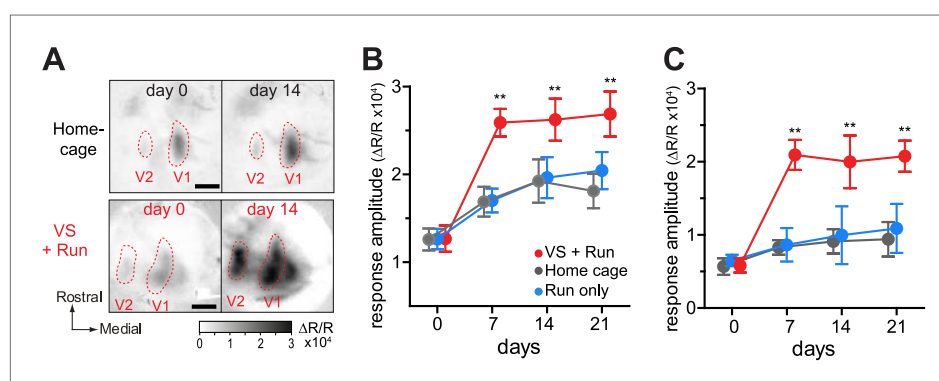 A
day 0
day 14
Home-
cage
V2
V1
V2
V1
day 0
day 14
VS
+ Run
V2
V1
V2
V1
Rostral
Medial
0 1 2 3
ΔR/R
x10⁴
B
response amplitude (ΔR/R x10⁴)
3
2
1
**
**
**
VS + Run
Home cage
Run only
0 7 14 21
days
C
response amplitude (ΔR/R x10⁴)
3
2
1
0
**
**
**
0 7 14 21
days